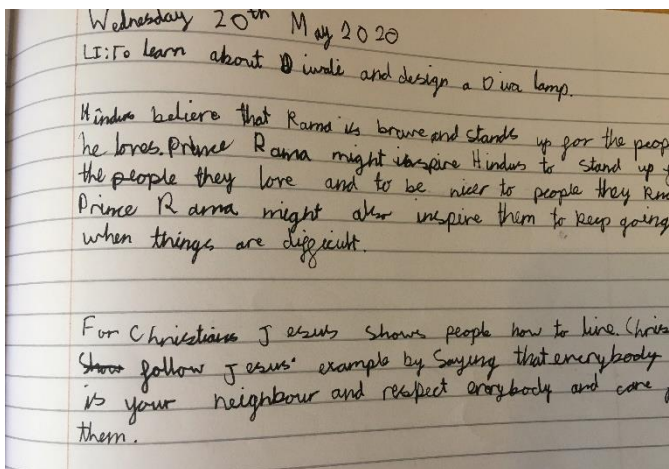 Wednesday 20th May 2020
LI: To learn about Diwali and design a Diva lamp.
Hindus believe that Rama is brave and stands up for the peop
he loves. Prince Rama might inspire Hindus to stand up f
the people they love and to be nicer to people they kno
Prince Rama might also inspire them to keep going
when things are difficult.
For Christians Jesus shows people how to live. Chris
follow Jesus' example by saying that everybody
is your neighbour and respect everybody and care f
them.